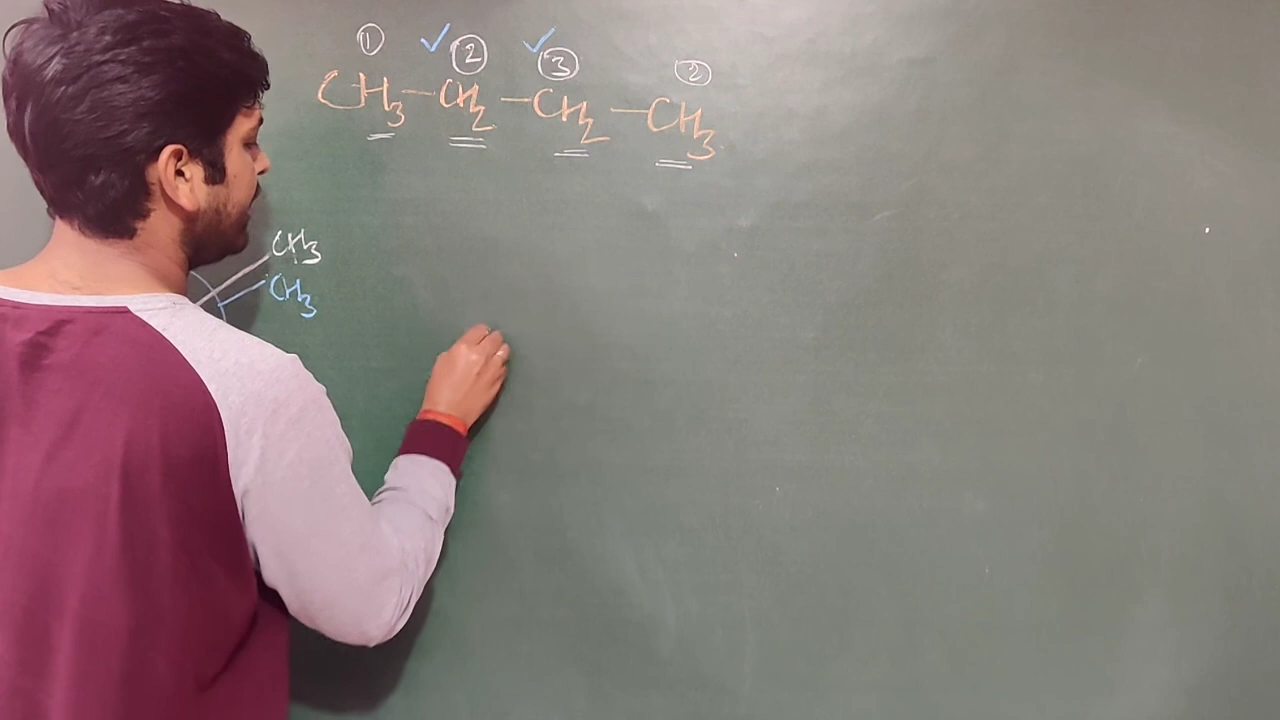 ① ② ③ ②
CH₃ – CH₂ – CH₂ – CH₃
CH₃
CH₃